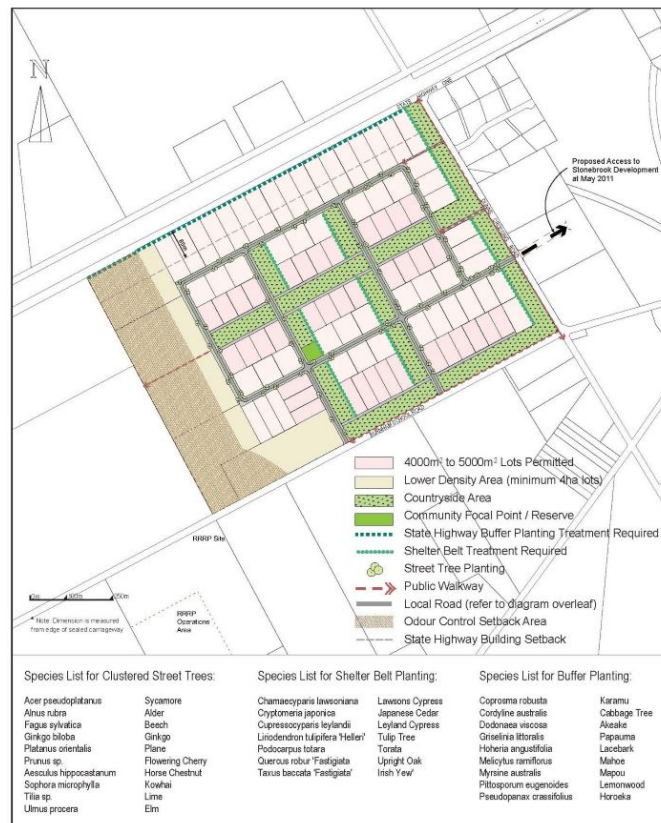 N
STATE HIGHWAY ONE
Proposed Access to
Stonebrook Development
at May 2011
80m
4000m² to 5000m² Lots Permitted
Lower Density Area (minimum 4ha lots)
Countryside Area
Community Focal Point / Reserve
State Highway Buffer Planting Treatment Required
Shelter Belt Treatment Required
Street Tree Planting
Public Walkway
Local Road (refer to diagram overleaf)
Odour Control Setback Area
State Highway Building Setback
RRRP Site
RRRP
Operations
Area
0m
250m
* Note: Dimension is measured
from edge of sealed carriageway
Species List for Clustered Street Trees:
Acer pseudoplatanus Sycamore
Alnus rubra Alder
Fagus sylvatica Beech
Ginkgo biloba Ginkgo
Platanus orientalis Plane
Prunus sp. Flowering Cherry
Aesculus hippocastanum Horse Chestnut
Sophora microphylla Kowhai
Tilia sp. Lime
Ulmus procera Elm
Species List for Shelter Belt Planting:
Chamaecyparis lawsoniana Lawsons Cypress
Cryptomeria japonica Japanese Cedar
Cupressocyparis leylandii Leyland Cypress
Liriodendron tulipifera 'Helleri' Tulip Tree
Podocarpus totara Torata
Quercus robur 'Fastigiata Upright Oak
Taxus baccata 'Fastigiata' Irish Yew'
Species List for Buffer Planting:
Coprosma robusta Karamu
Cordyline australis Cabbage Tree
Dodonaea viscosa Akeake
Griselinia littoralis Papauma
Hoheria angustifolia Lacebark
Melicytus ramiflorus Mahoe
Myrsine australis Mapou
Pittosporum eugenoides Lemonwood
Pseudopanax crassifolius Horoeka